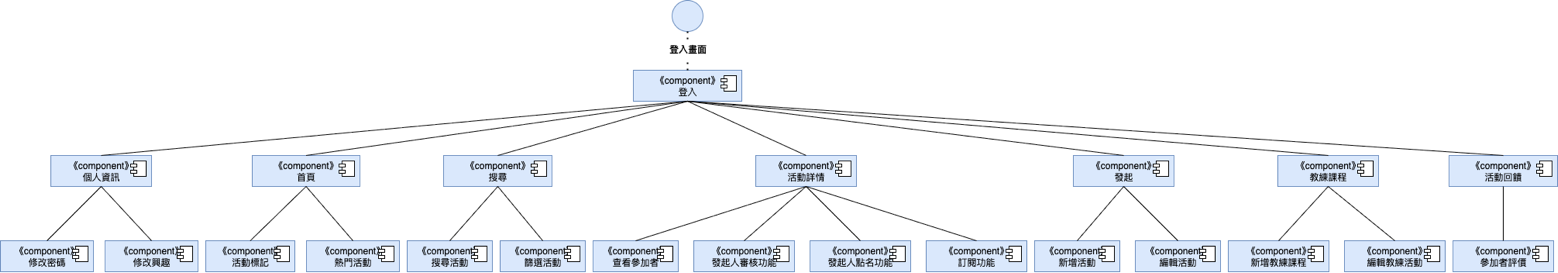 登入畫面
《component》
登入
《component》
個人資訊
《component》
首頁
《component》
搜尋
《component》
活動詳情
《component》
發起
《component》
教練課程
《component》
活動回饋
《component》
修改密碼
《component》
修改興趣
《component》
活動標記
《component》
熱門活動
《component》
搜尋活動
《component》
篩選活動
《component》
查看參加者
《component》
發起人審核功能
《component》
發起人點名功能
《component》
訂閱功能
《component》
新增活動
《component》
編輯活動
《component》
新增教練課程
《component》
編輯教練活動
《component》
參加者評價